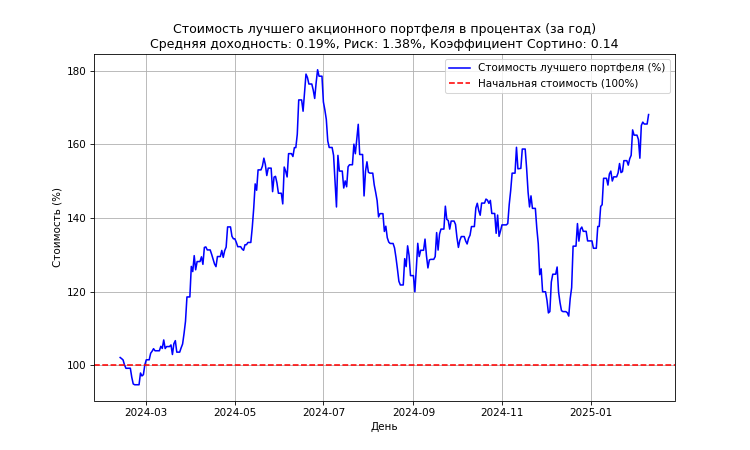 Стоимость лучшего акционного портфеля в процентах (за год)
Средняя доходность: 0.19%, Риск: 1.38%, Коэффициент Сортино: 0.14
Стоимость лучшего портфеля (%)
Начальная стоимость (100%)
Стоимость (%)
180
160
140
120
100
2024-03 2024-05 2024-07 2024-09 2024-11 2025-01
День